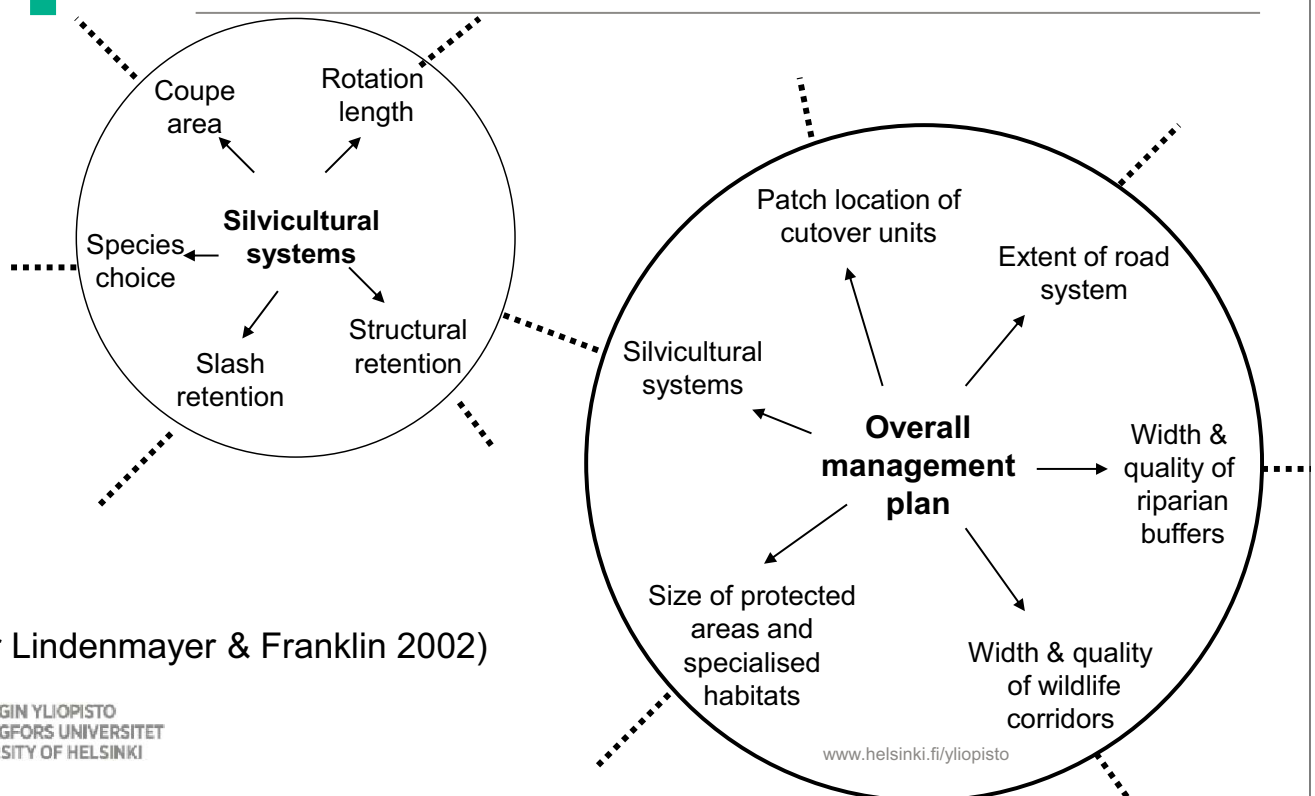 Coupe
area
Rotation
length
Silvicultural
systems
Species
choice
Slash
retention
Structural
retention
Patch location of
cutover units
Extent of road
system
Silvicultural
systems
Overall
management
plan
Width &
quality of
riparian
buffers
Size of protected
areas and
specialised
habitats
Width & quality
of wildlife
corridors
Lindenmayer & Franklin 2002)
GIN YLIOPISTO
GFORS UNIVERSITET
SITY OF HELSINKI
www.helsinki.fi/yliopisto